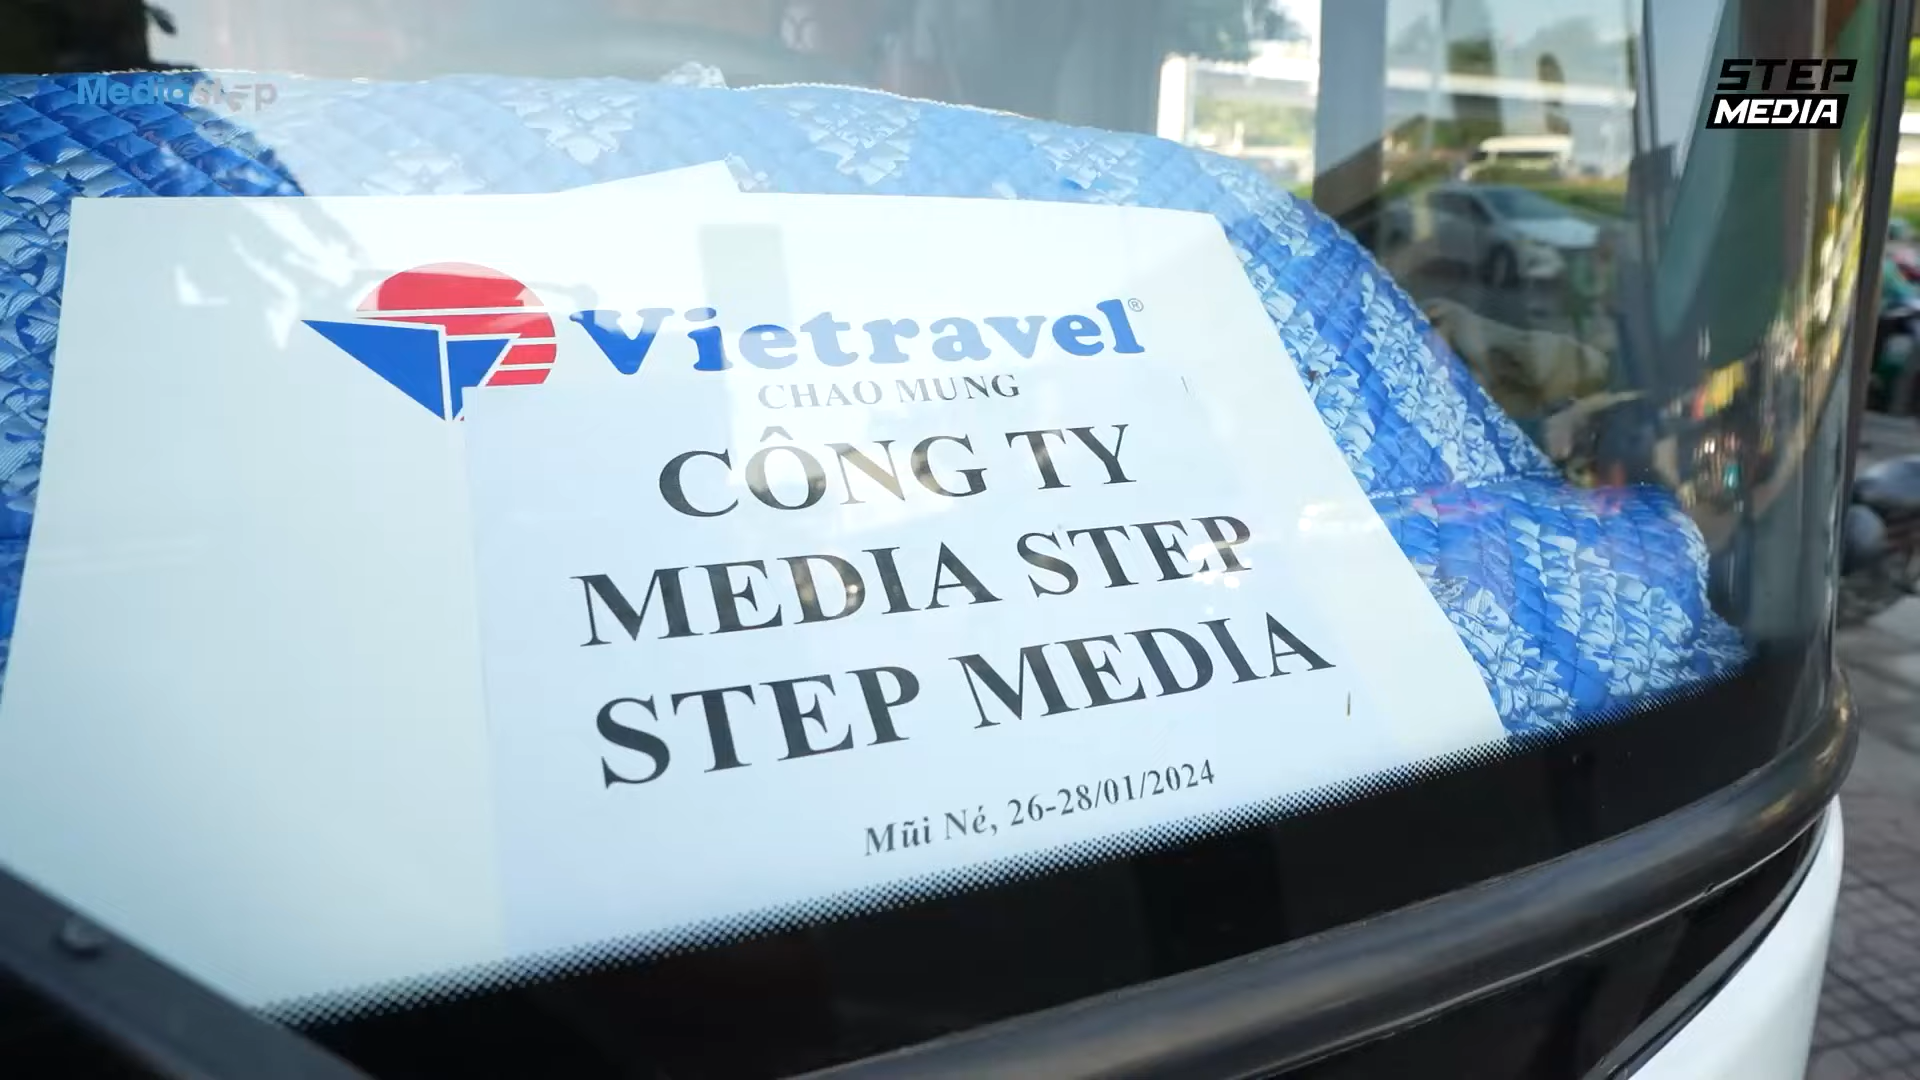 Mediastep
STEP
MEDIA
Vietravel®
CHAO MUNG
CÔNG TY
MEDIA STEP
STEP MEDIA
Mũi Né, 26-28/01/2024